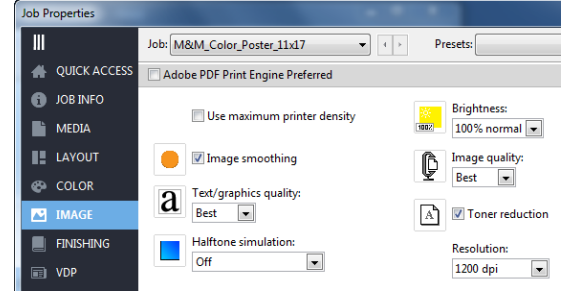 Job Properties
Job: M&M_Color_Poster_11x17 Presets:
QUICK ACCESS
Adobe PDF Print Engine Preferred
JOB INFO
MEDIA
LAYOUT
COLOR
IMAGE
FINISHING
VDP
Use maximum printer density
Image smoothing
a
Text/graphics quality:
Best
Halftone simulation:
Off
100%
Brightness:
100% normal
Image quality:
Best
A
Toner reduction
Resolution:
1200 dpi